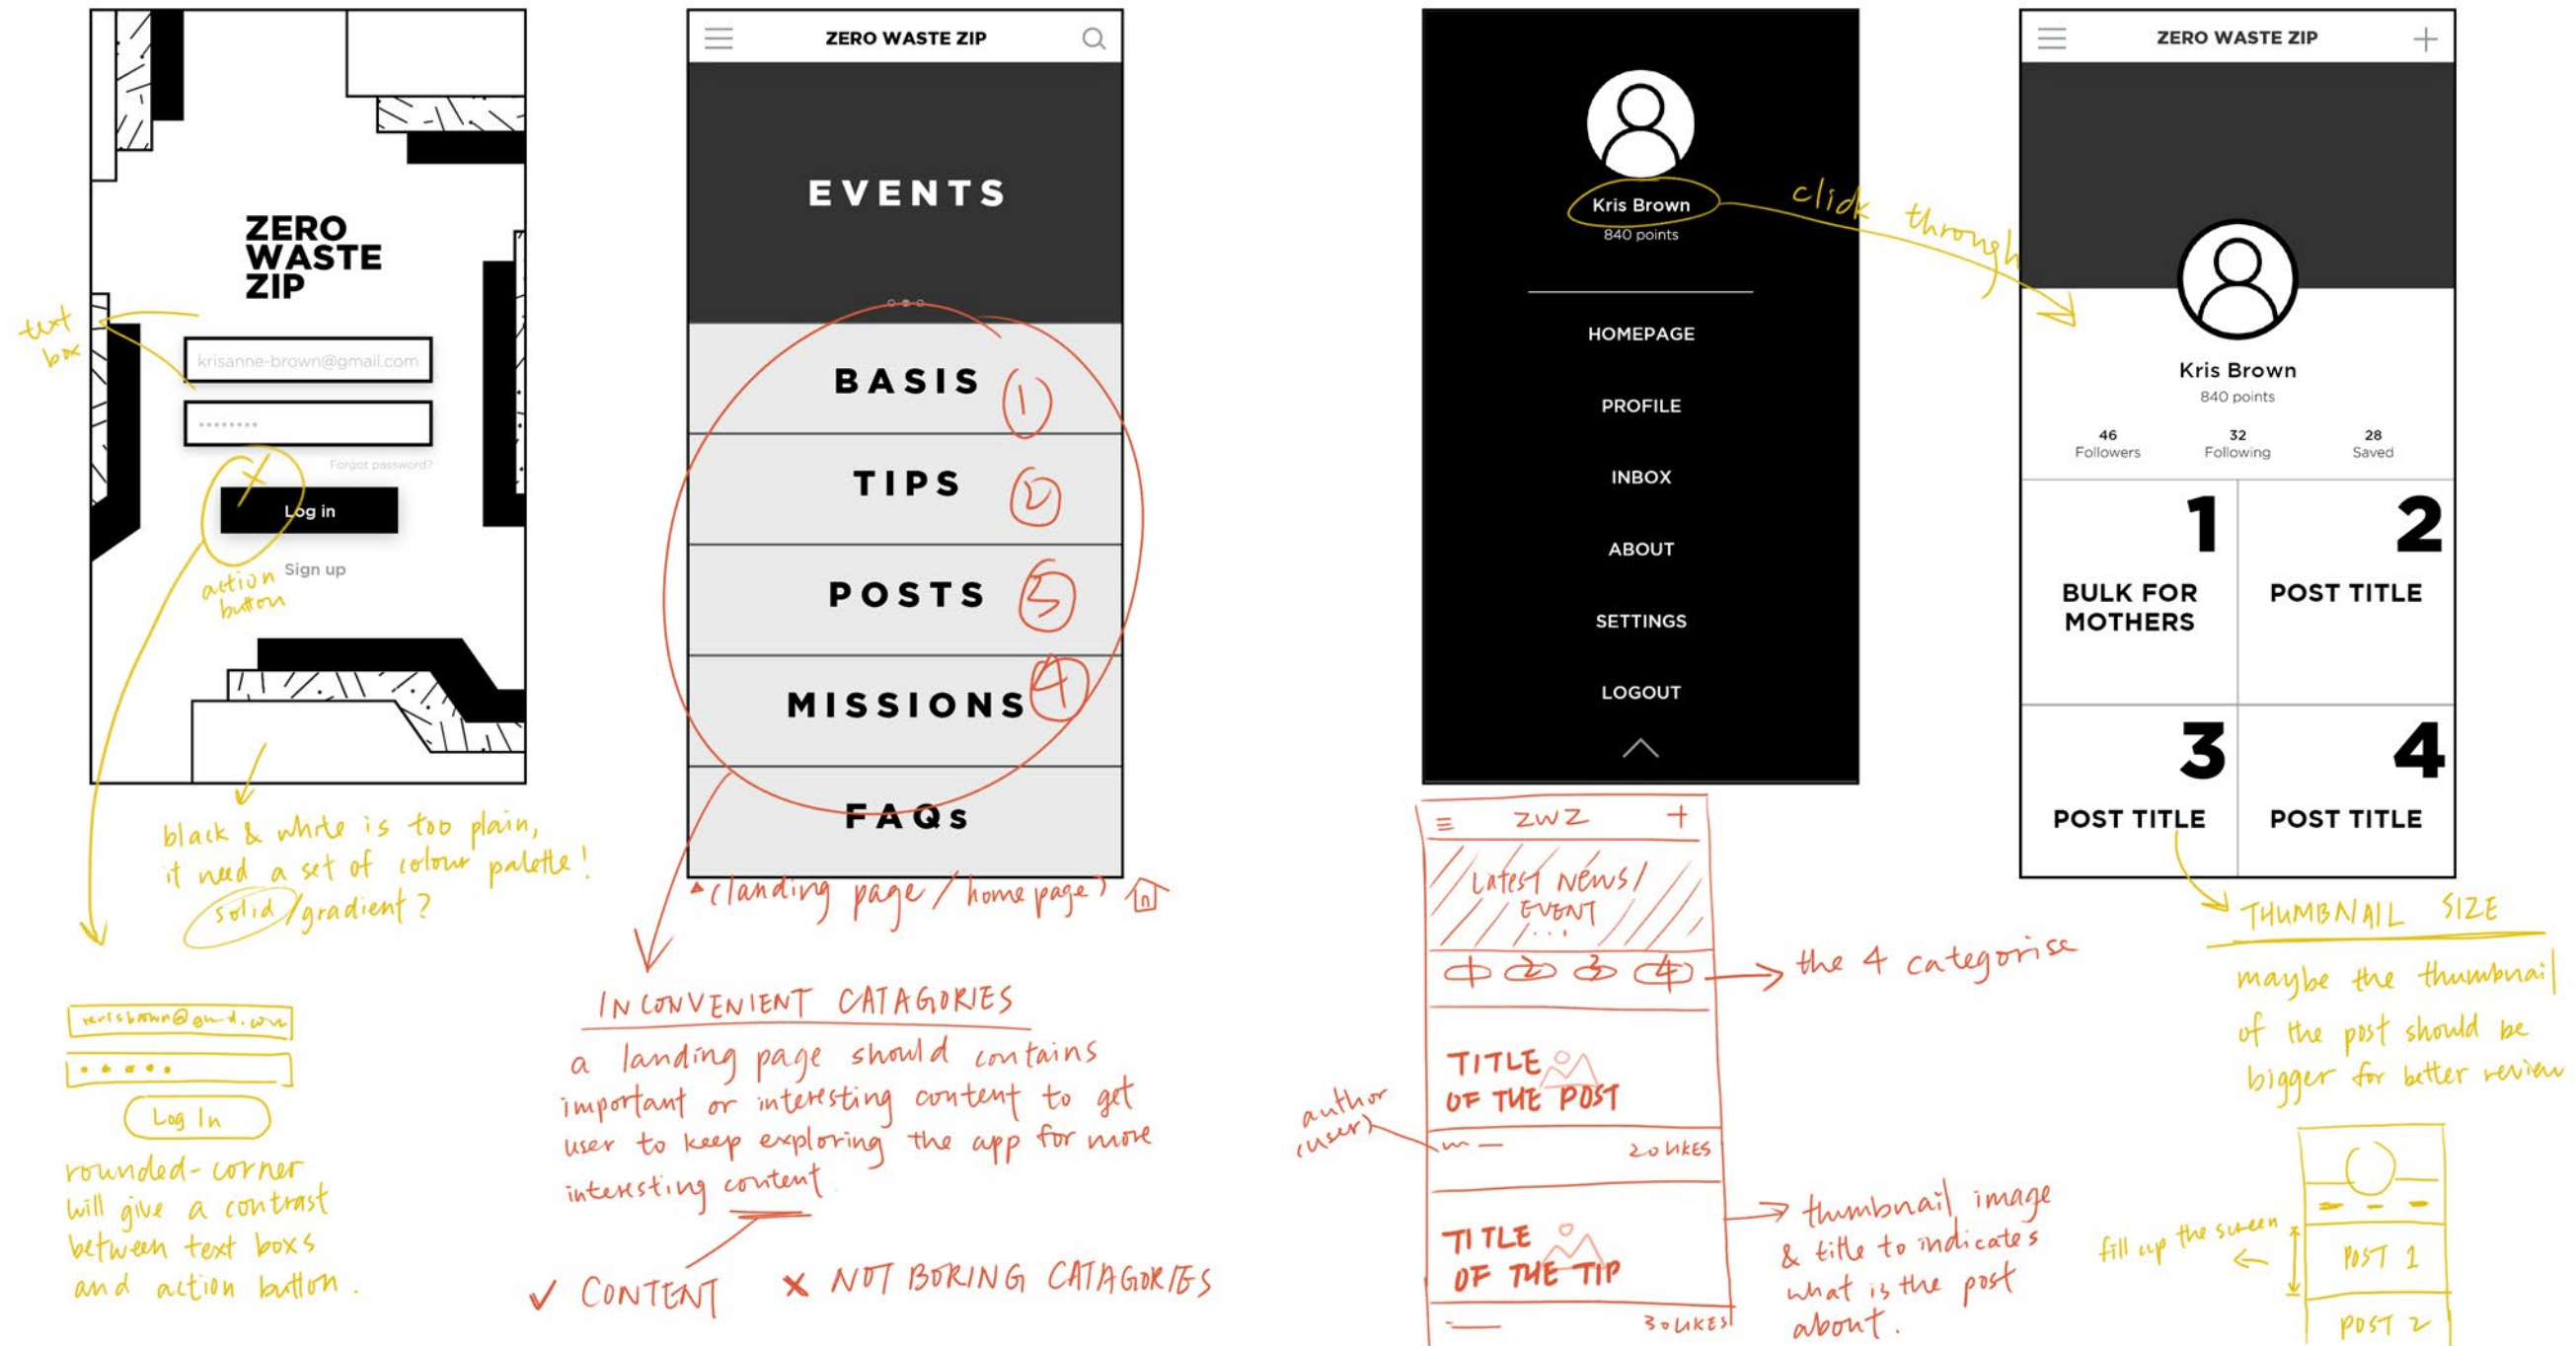 ZERO
WASTE
ZIP
text
box
krisanne-brown@gmail.com
••••••••
Forgot password?
Log in
Sign up
action
button
black & white is too plain,
it need a set of colour palette!
solid/gradient?
•••••
Log In
rounded-corner
will give a contrast
between text boxs
and action button.
ZERO WASTE ZIP
EVENTS
BASIS 1
TIPS 2
POSTS 3
MISSIONS 4
FAQs
(landing page/home page)
INCONVENIENT CATAGORIES
a landing page should contains
important or interesting content to get
user to keep exploring the app for more
interesting content
✓ CONTENT
x NOT BORING CATAGORIES
Kris Brown
840 points
HOMEPAGE
PROFILE
INBOX
ABOUT
SETTINGS
LOGOUT
click through
ZWZ +
LATEST NEWS/
EVENT
...
1 2 3 4
the 4 categorise
TITLE
OF THE POST
author
(user)
20 LIKES
TITLE
OF THE TIP
30 LIKES
thumbnail image
& title to indicates
what is the post
about.
ZERO WASTE ZIP
Kris Brown
840 points
46 32 28
Followers Following Saved
1 2
BULK FOR
MOTHERS
POST TITLE
3 4
POST TITLE POST TITLE
THUMBNAIL SIZE
maybe the thumbnail
of the post should be
bigger for better review
fill up the screen
POST 1
POST 2